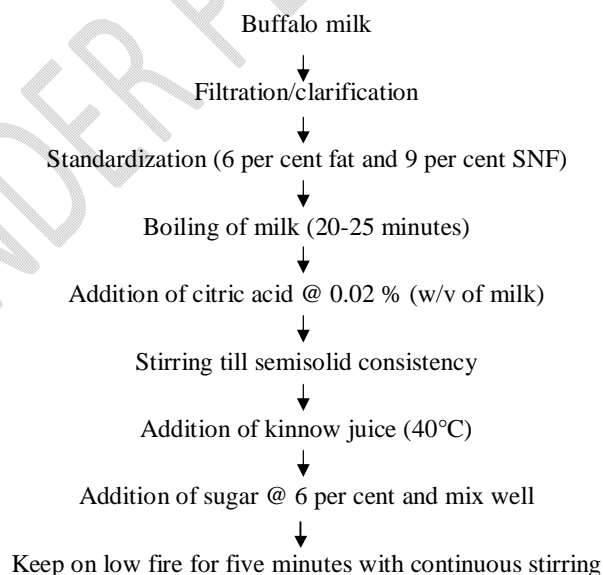 Buffalo milk
Filtration/clarification
Standardization (6 per cent fat and 9 per cent SNF)
Boiling of milk (20-25 minutes)
Addition of citric acid @ 0.02 % (w/v of milk)
Stirring till semisolid consistency
Addition of kinnow juice (40°C)
Addition of sugar @ 6 per cent and mix well
Keep on low fire for five minutes with continuous stirring